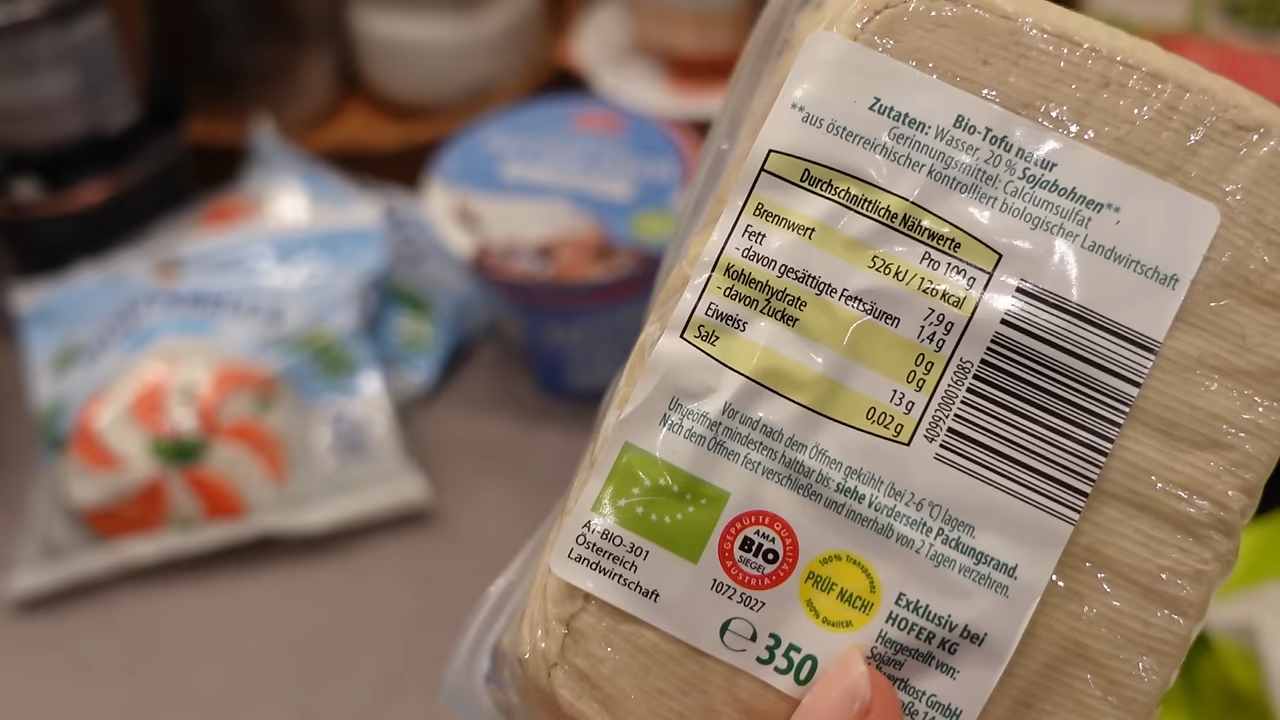 Bio-Tofu natur
Zutaten: Wasser, 20 % Sojabohnen**,
Gerinnungsmittel: Calciumsulfat
**aus österreichischer kontrolliert biologischer Landwirtschaft
Durchschnittliche Nährwerte
Pro 100 g
Brennwert 526 kJ / 126 kcal
Fett 7,9 g
- davon gesättigte Fettsäuren 1,4 g
Kohlenhydrate 0 g
- davon Zucker 0 g
Eiweiss 13 g
Salz 0,02 g
4099200016085
Vor und nach dem Öffnen gekühlt (bei 2-6 °C) lagern.
Ungeöffnet mindestens haltbar bis: siehe Vorderseite Packungsrand.
Nach dem Öffnen fest verschließen und innerhalb von 2 Tagen verzehren.
AT-BIO-301
Österreich
Landwirtschaft
GEPRÜFTE QUALITÄT
AMA
BIO
SIEGEL
AUSTRIA
1072 5027
100% Transparenz
PRÜF NACH!
100% Qualität
e 350
Exklusiv bei
HOFER KG
Hergestellt von:
Sojarei
wertkost GmbH